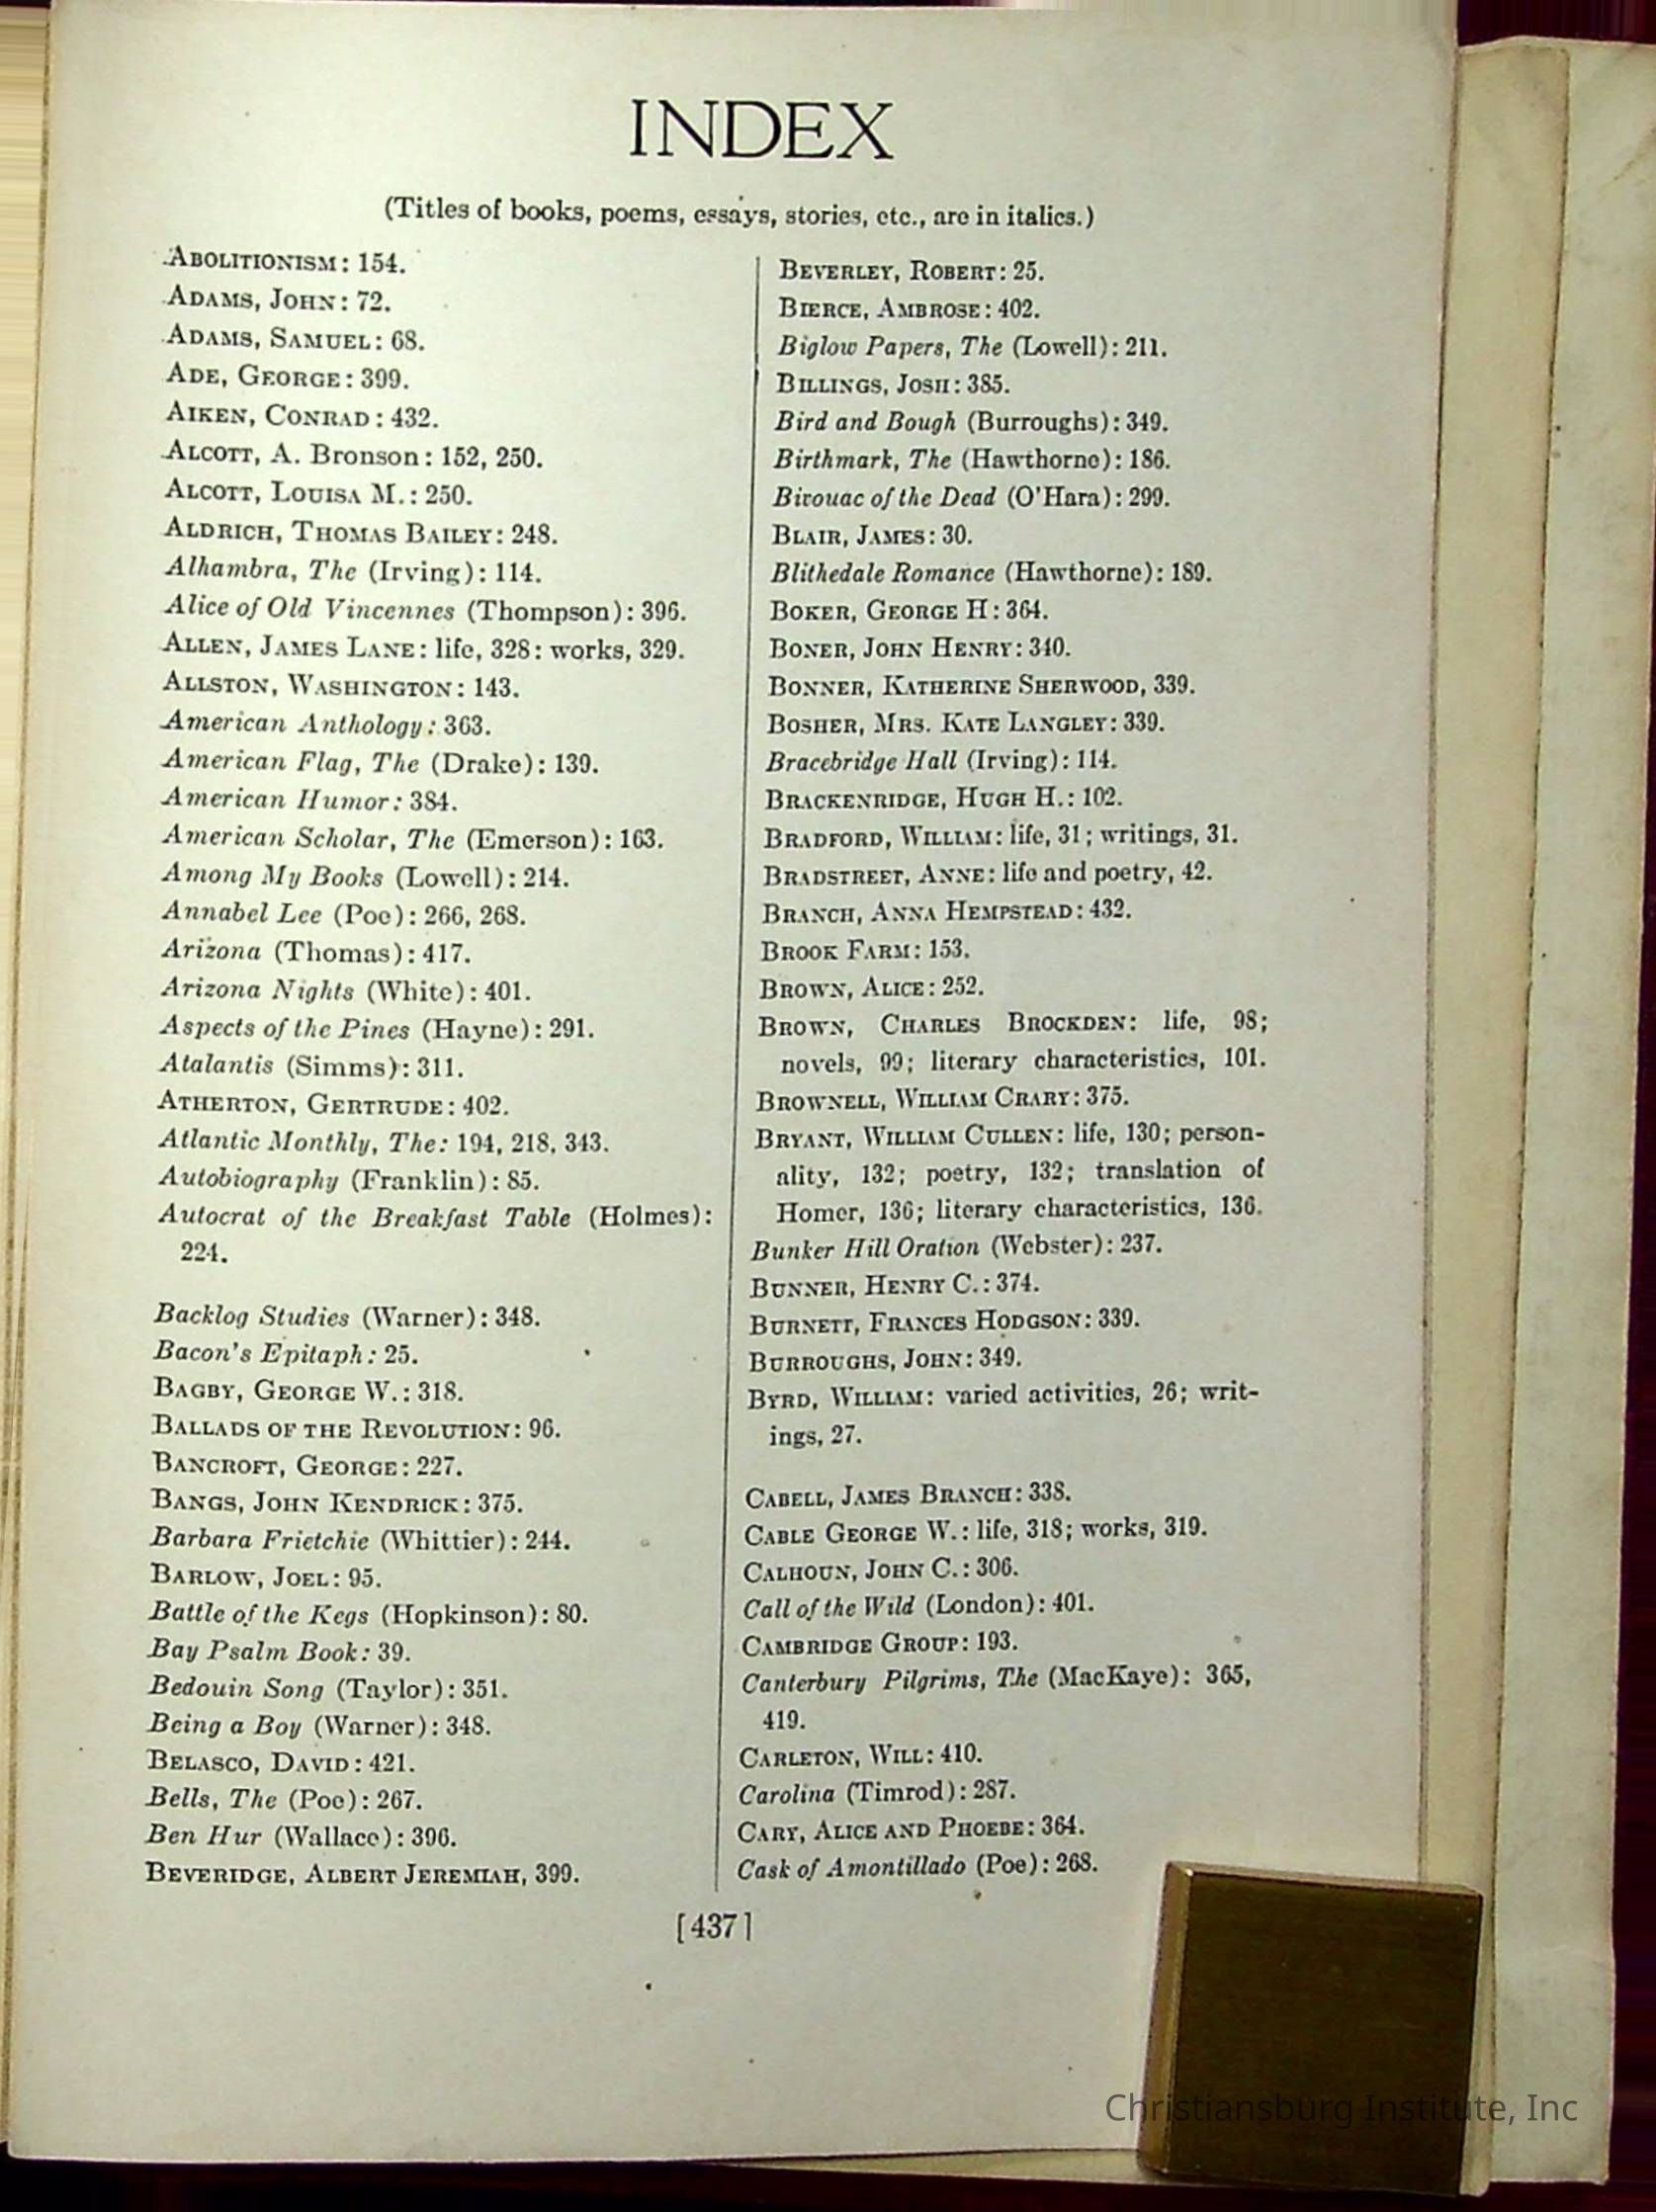 INDEX
(Titles of books, poems, essays, stories, etc., are in italics.)
ABOLITIONISM: 154.
ADAMS, JOHN: 72.
ADAMS, SAMUEL: 68.
ADE, GEORGE: 399.
AIKEN, CONRAD: 432.
ALCOTT, A. Bronson: 152, 250.
ALCOTT, LOUISA M.: 250.
ALDRICH, THOMAS BAILEY: 248.
Alhambra, The (Irving): 114.
Alice of Old Vincennes (Thompson): 396.
ALLEN, JAMES LANE: life, 328: works, 329.
ALLSTON, WASHINGTON: 143.
American Anthology: 363.
American Flag, The (Drake): 139.
American Humor: 384.
American Scholar, The (Emerson): 163.
Among My Books (Lowell): 214.
Annabel Lee (Poe): 266, 268.
Arizona (Thomas): 417.
Arizona Nights (White): 401.
Aspects of the Pines (Hayne): 291.
Atalantis (Simms): 311.
ATHERTON, GERTRUDE: 402.
Atlantic Monthly, The: 194, 218, 343.
Autobiography (Franklin): 85.
Autocrat of the Breakfast Table (Holmes):
224.
Backlog Studies (Warner): 348.
Bacon's Epitaph: 25.
BAGBY, GEORGE W.: 318.
BALLADS OF THE REVOLUTION: 96.
BANCROFT, GEORGE: 227.
BANGS, JOHN KENDRICK: 375.
Barbara Frietchie (Whittier): 244.
BARLOW, JOEL: 95.
Battle of the Kegs (Hopkinson): 80.
Bay Psalm Book: 39.
Bedouin Song (Taylor): 351.
Being a Boy (Warner): 348.
BELASCO, DAVID: 421.
Bells, The (Poe): 267.
Ben Hur (Wallace): 396.
BEVERIDGE, ALBERT JEREMIAH, 399.
BEVERLEY, ROBERT: 25.
BIERCE, AMBROSE: 402.
Biglow Papers, The (Lowell): 211.
BILLINGS, JOSH: 385.
Bird and Bough (Burroughs): 349.
Birthmark, The (Hawthorne): 186.
Bivouac of the Dead (O'Hara): 299.
BLAIR, JAMES: 30.
Blithedale Romance (Hawthorne): 189.
BOKER, GEORGE H: 364.
BONER, JOHN HENRY: 340.
BONNER, KATHERINE SHERWOOD, 339.
BOSHER, MRS. KATE LANGLEY: 339.
Bracebridge Hall (Irving): 114.
BRACKENRIDGE, HUGH H.: 102.
BRADFORD, WILLIAM: life, 31; writings, 31.
BRADSTREET, ANNE: life and poetry, 42.
BRANCH, ANNA HEMPSTEAD: 432.
BROOK FARM: 153.
BROWN, ALICE: 252.
BROWN, CHARLES BROCKDEN: life, 98;
novels, 99; literary characteristics, 101.
BROWNELL, WILLIAM CRARY: 375.
BRYANT, WILLIAM CULLEN: life, 130; person-
ality, 132; poetry, 132; translation of
Homer, 136; literary characteristics, 136.
Bunker Hill Oration (Webster): 237.
BUNNER, HENRY C.: 374.
BURNETT, FRANCES HODGSON: 339.
BURROUGHS, JOHN: 349.
BYRD, WILLIAM: varied activities, 26; writ-
ings, 27.
CABELL, JAMES BRANCH: 338.
CABLE GEORGE W.: life, 318; works, 319.
CALHOUN, JOHN C.: 306.
Call of the Wild (London): 401.
CAMBRIDGE GROUP: 193.
Canterbury Pilgrims, The (MacKaye): 365,
419.
CARLETON, WILL: 410.
Carolina (Timrod): 287.
CARY, ALICE AND PHOEBE: 364.
Cask of Amontillado (Poe): 268.
[437]
Christiansburg Institute, Inc